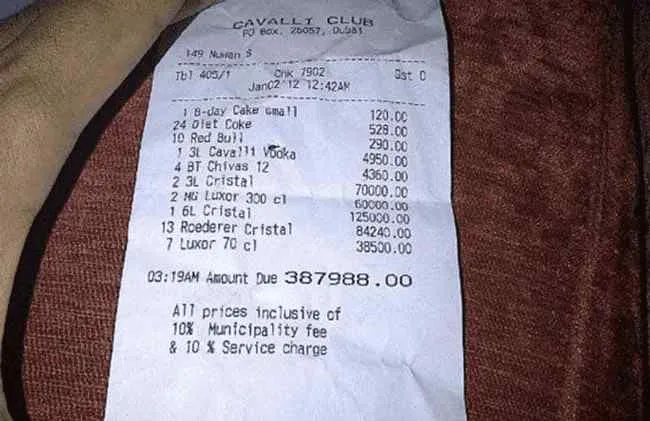 CAVALLI CLUB
PO Box. 26057, Dubai
149 Nuwan S
Tbl 405/1 Chk 7902 Gst 0
Jan02'12 12:42AM
1 B-day Cake small 120.00
24 Diet Coke 528.00
10 Red Bull 290.00
1 3L Cavalli Vodka 4950.00
4 BT Chivas 12 4360.00
2 3L Cristal 70000.00
2 MG Luxor 300 cl 60000.00
1 6L Cristal 125000.00
13 Roederer Cristal 84240.00
7 Luxor 70 cl 38500.00
03:19AM Amount Due 387988.00
All prices inclusive of
10% Municipality fee
& 10 % Service charge